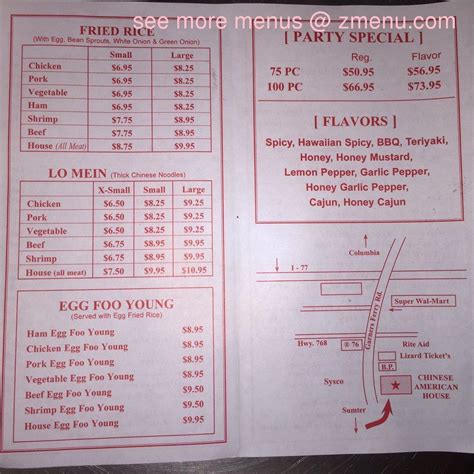 see more menus @ zmenu.com
FRIED RICE
(With Egg, Bean Sprouts, White Onion & Green Onion)
Small Large
Chicken $6.95 $8.25
Pork $6.95 $8.25
Vegetable $6.95 $8.25
Ham $6.95 $8.25
Shrimp $7.75 $8.95
Beef $7.75 $8.95
House (All Meat) $8.75 $9.95
LO MEIN (Thick Chinese Noodles)
X-Small Small Large
Chicken $6.50 $8.25 $9.25
Pork $6.50 $8.25 $9.25
Vegetable $6.50 $8.25 $9.25
Beef $6.75 $8.95 $9.95
Shrimp $6.75 $8.95 $9.95
House (all meat) $7.50 $9.95 $10.95
EGG FOO YOUNG
(Served with Egg Fried Rice)
Ham Egg Foo Young $8.95
Chicken Egg Foo Young $8.95
Pork Egg Foo Young $8.95
Vegetable Egg Foo Young $8.95
Beef Egg Foo Young $9.50
Shrimp Egg Foo Young $9.50
House Egg Foo Young $9.95
[ PARTY SPECIAL ]
Reg. Flavor
75 PC $50.95 $56.95
100 PC $66.95 $73.95
[ FLAVORS ]
Spicy, Hawaiian Spicy, BBQ, Teriyaki,
Honey, Honey Mustard,
Lemon Pepper, Garlic Pepper,
Honey Garlic Pepper,
Cajun, Honey Cajun
Columbia
I - 77
Garners Ferry Rd.
Super Wal-Mart
Hwy. 768
76
Rite Aid
Lizard Ticket's
B.P.
Sysco
CHINESE
AMERICAN
HOUSE
Sumter